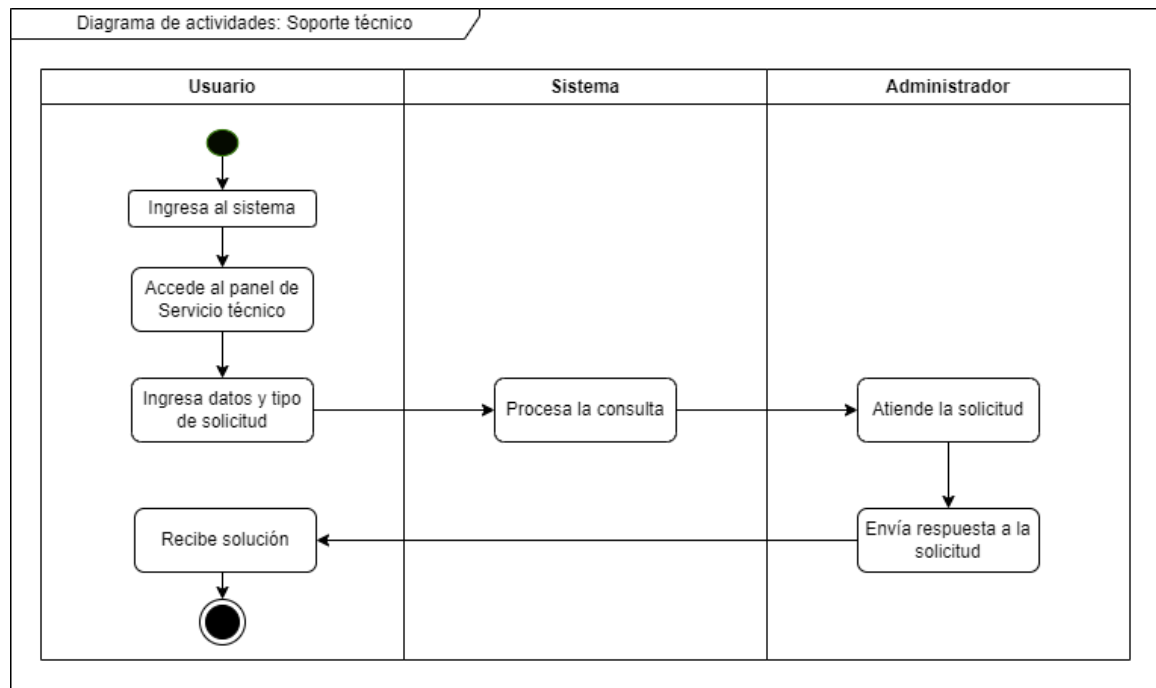 Diagrama de actividades: Soporte técnico
Usuario
Sistema
Administrador
Ingresa al sistema
Accede al panel de
Servicio técnico
Ingresa datos y tipo
de solicitud
Procesa la consulta
Atiende la solicitud
Envía respuesta a la
solicitud
Recibe solución